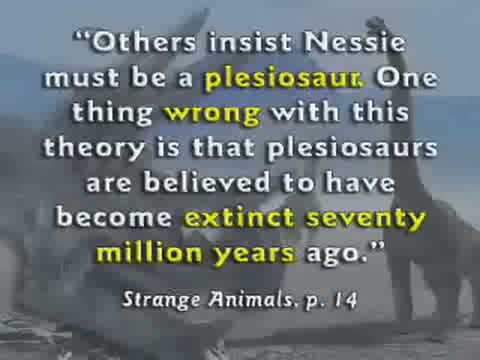 “Others insist Nessie
must be a plesiosaur. One
thing wrong with this
theory is that plesiosaurs
are believed to have
become extinct seventy
million years ago.”
Strange Animals, p. 14